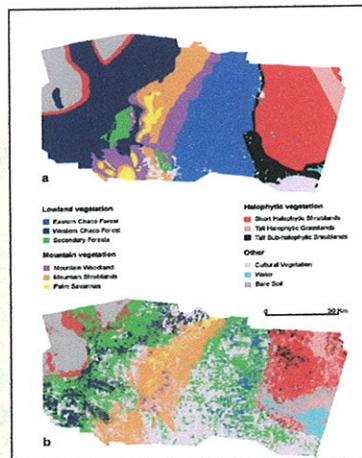 a
Lowland vegetation
Eastern Chaco Forest
Western Chaco Forest
Secondary Forests
Mountain vegetation
Mountain Woodland
Mountain Shrublands
Palm Savannas
Halophytic vegetation
Short Halophytic Shrublands
Tall Halophytic Grasslands
Tall Sub-halophytic Shrublands
Other
Cultural Vegetation
Water
Bare Soil
0 50 Km
b